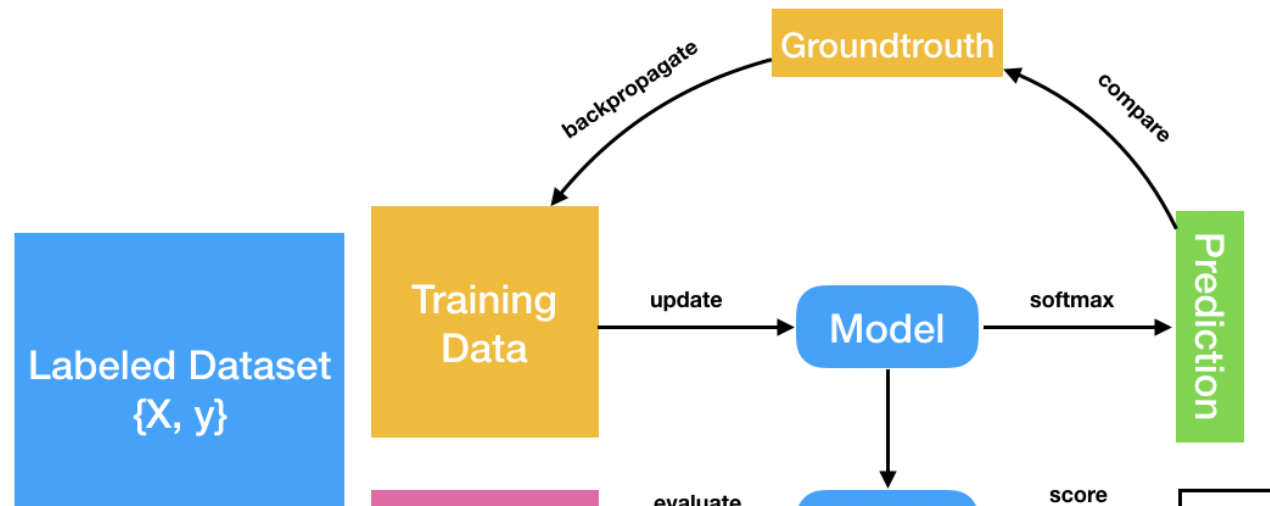 Groundtrouth
backpropagate
compare
Training
Data
update
Model
softmax
Prediction
Labeled Dataset
{X, y}
evaluate
score